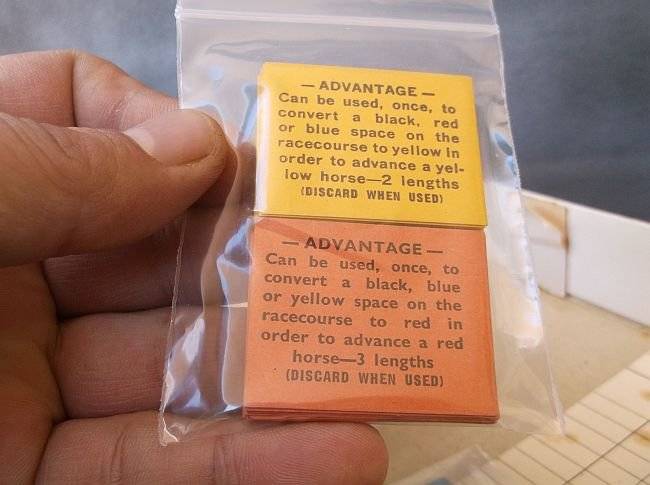 — ADVANTAGE —
Can be used, once, to
convert a black, red
or blue space on the
racecourse to yellow in
order to advance a yel-
low horse—2 lengths
(DISCARD WHEN USED)
— ADVANTAGE —
Can be used, once, to
convert a black, blue
or yellow space on the
racecourse to red in
order to advance a red
horse—3 lengths
(DISCARD WHEN USED)